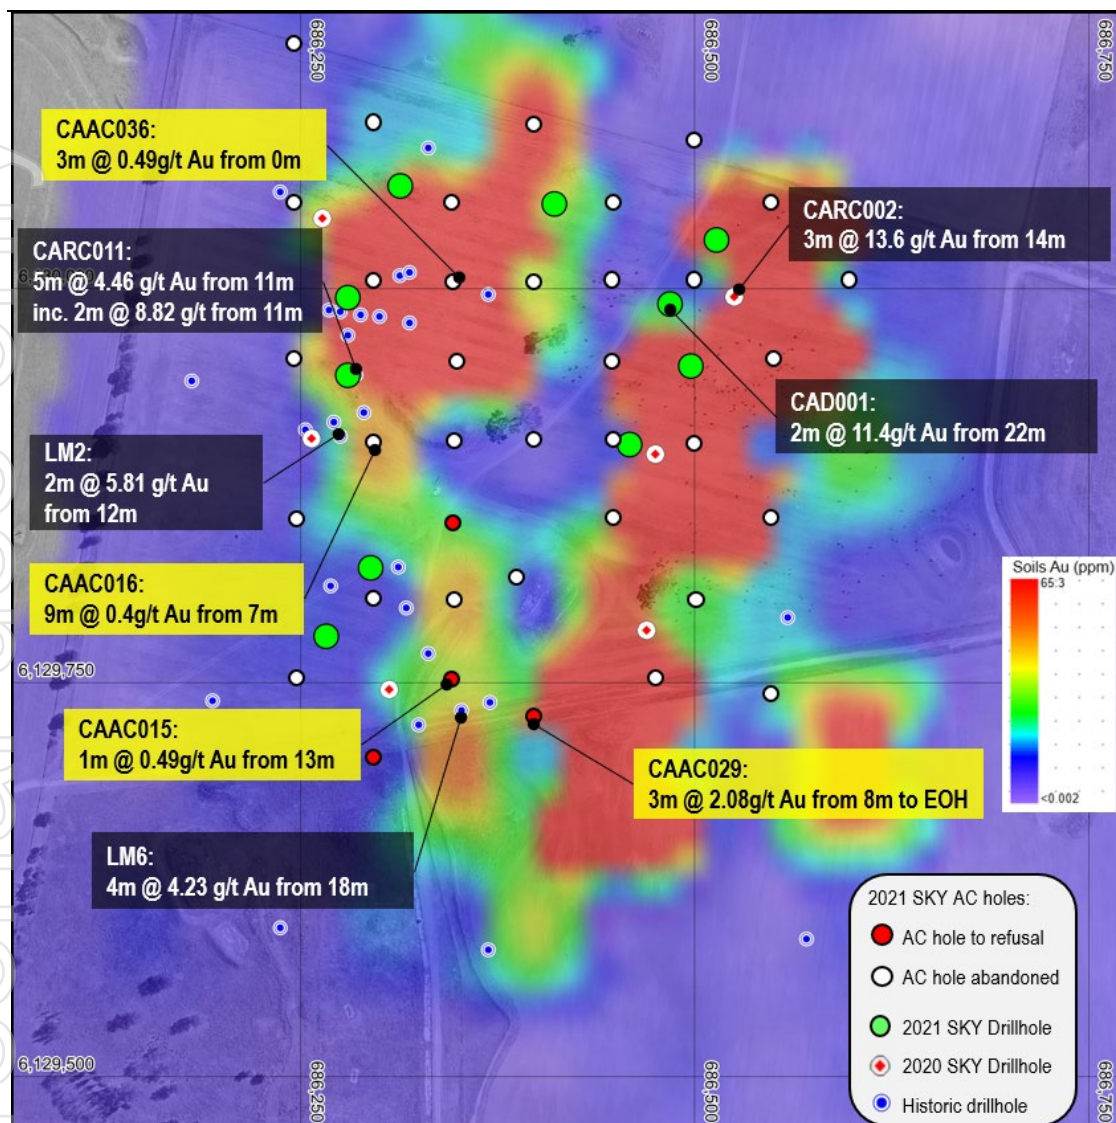 686,250
686,500
686,750
CAAC036:
3m @ 0.49g/t Au from 0m
CARC002:
3m @ 13.6 g/t Au from 14m
CARC011:
5m @ 4.46 g/t Au from 11m
inc. 2m @ 8.82 g/t from 11m
CAD001:
2m @ 11.4g/t Au from 22m
LM2:
2m @ 5.81 g/t Au
from 12m
CAAC016:
9m @ 0.4g/t Au from 7m
Soils Au (ppm)
65.3
<0.002
6,129,750
CAAC015:
1m @ 0.49g/t Au from 13m
CAAC029:
3m @ 2.08g/t Au from 8m to EOH
LM6:
4m @ 4.23 g/t Au from 18m
2021 SKY AC holes:
AC hole to refusal
AC hole abandoned
2021 SKY Drillhole
2020 SKY Drillhole
Historic drillhole
6,129,500
686,250
686,500
686,750